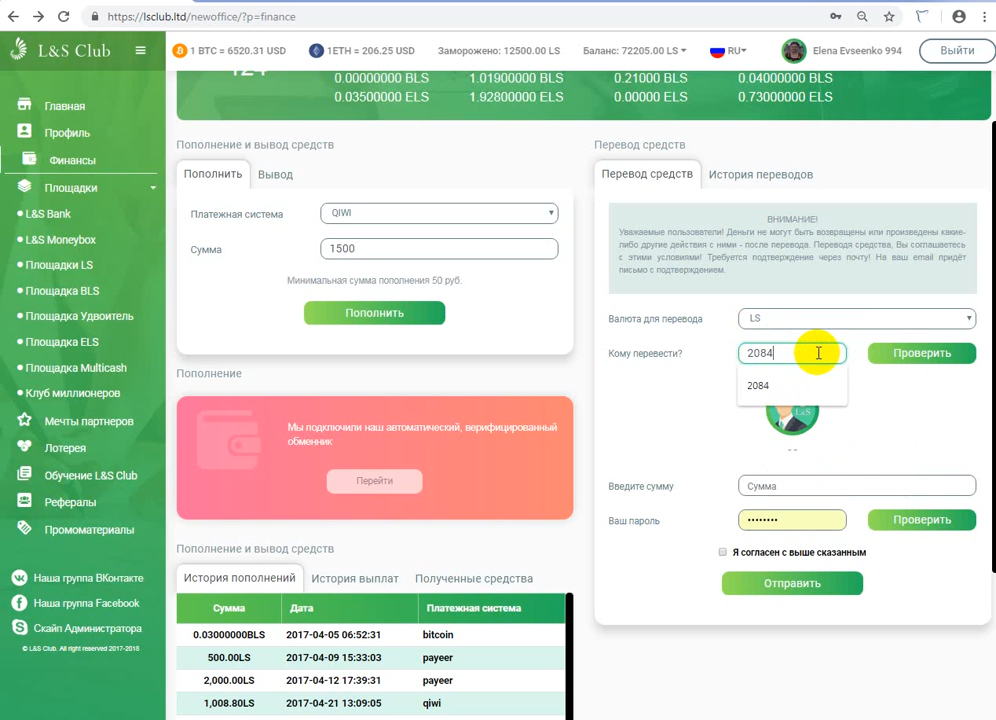 https://lsclub.ltd/newoffice/?p=finance
L&S Club
1 BTC = 6520.31 USD
1ETH = 206.25 USD
Заморожено: 12500.00 LS
Баланс: 72205.00 LS
RU
Elena Evseenko 994
Выйти
0.00000000 BLS
1.01900000 BLS
0.21000 BLS
0.04000000 BLS
0.03500000 ELS
1.92800000 BLS
0.00000 ELS
0.73000000 ELS
Главная
Профиль
Финансы
Площадки
L&S Bank
L&S Moneybox
Площадки LS
Площадка BLS
Площадка Удвоитель
Площадка ELS
Площадка Multicash
Клуб миллионеров
Мечты партнеров
Лотерея
Обучение L&S Club
Рефералы
Промоматериалы
Наша группа ВКонтакте
Наша группа Facebook
Скайп Администратора
© L&S Club. All right reserved 2017-2018
Пополнение и вывод средств
Пополнить
Вывод
Платежная система
QIWI
Сумма
1500
Минимальная сумма пополнения 50 руб.
Пополнить
Пополнение
Мы подключили наш автоматический, верифицированный
обменник
Перейти
Пополнение и вывод средств
История пополнений
История выплат
Полученные средства
Сумма
Дата
Платежная система
0.03000000BLS
2017-04-05 06:52:31
bitcoin
500.00LS
2017-04-09 15:33:03
payeer
2,000.00LS
2017-04-12 17:39:31
payeer
1,008.80LS
2017-04-21 13:09:05
qiwi
Перевод средств
Перевод средств
История переводов
ВНИМАНИЕ!
Уважаемые пользователи! Деньги не могут быть возвращены или произведены какие-
либо другие действия с ними - после перевода. Переводя средства, Вы соглашаетесь
с этими условиями! Требуется подтверждение через почту! На ваш email придёт
письмо с подтверждением.
Валюта для перевода
LS
Кому перевести?
2084
Проверить
2084
L&S
- -
Введите сумму
Сумма
Ваш пароль
••••••••
Проверить
Я согласен с выше сказанным
Отправить